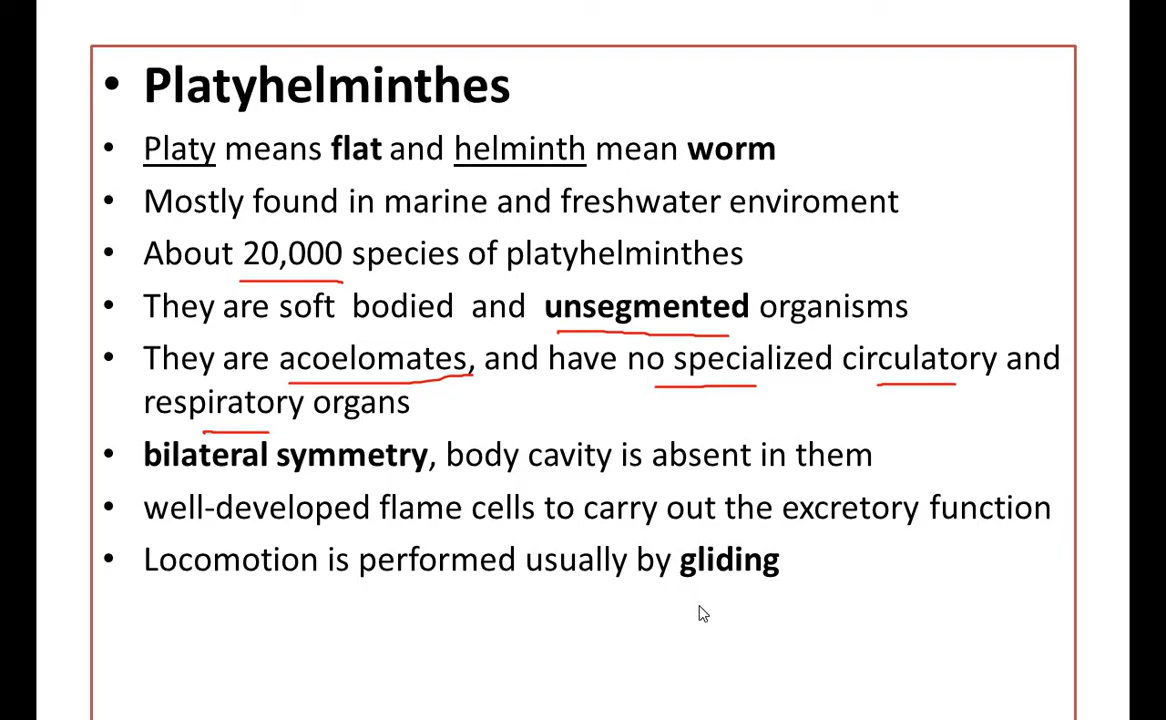 • Platyhelminthes
• Platy means flat and helminth mean worm
• Mostly found in marine and freshwater enviroment
• About 20,000 species of platyhelminthes
• They are soft bodied and unsegmented organisms
• They are acoelomates, and have no specialized circulatory and
respiratory organs
• bilateral symmetry, body cavity is absent in them
• well-developed flame cells to carry out the excretory function
• Locomotion is performed usually by gliding